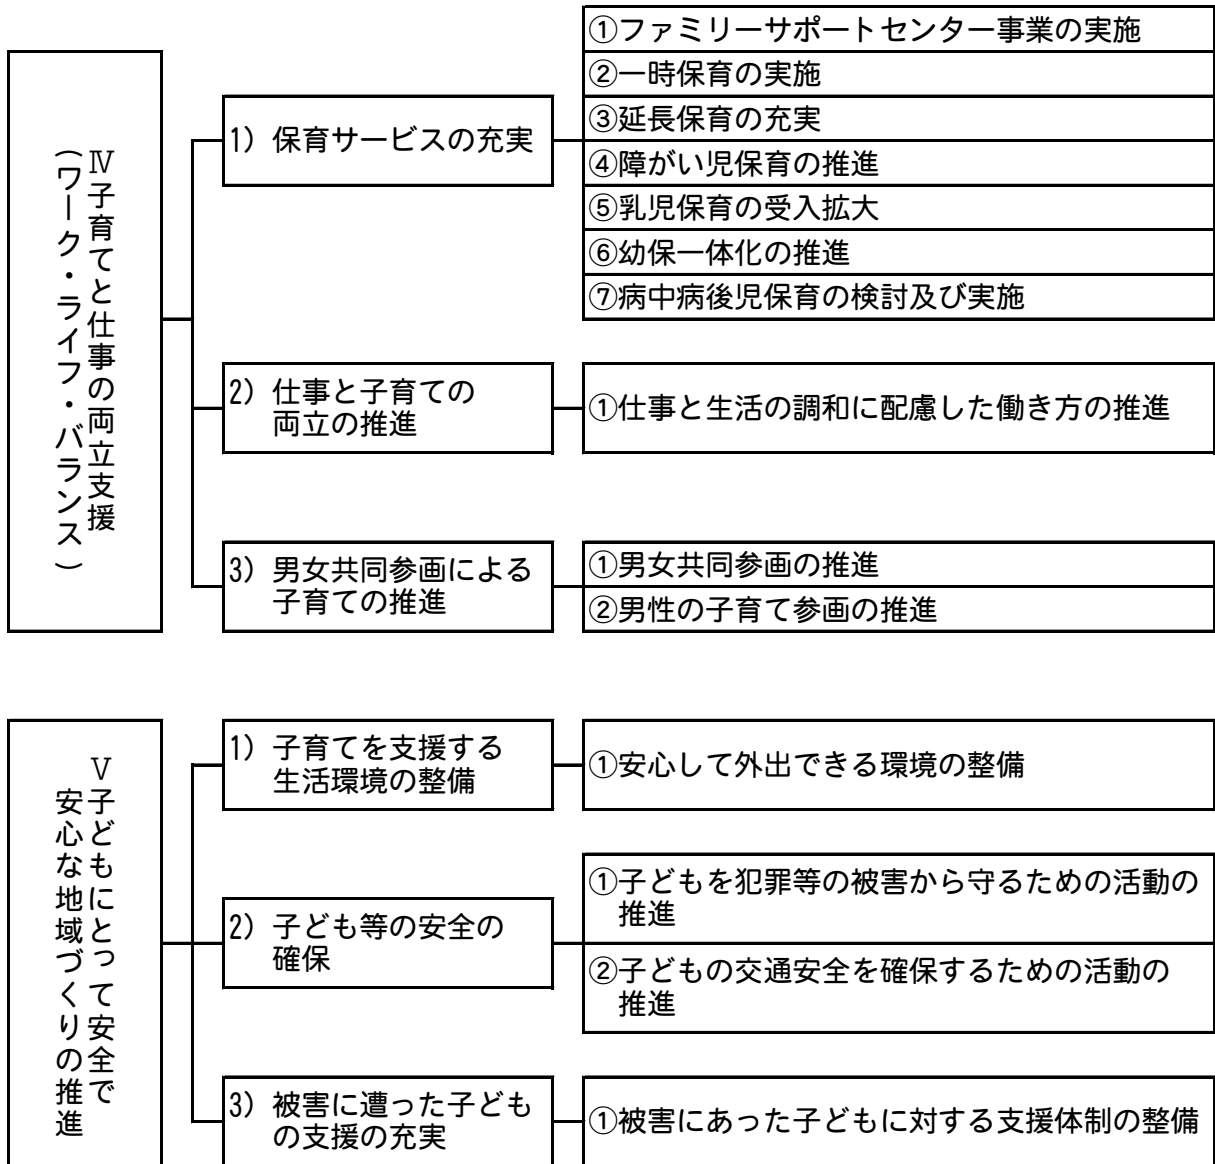 Ⅳ子育てと仕事の両立支援
（ワーク・ライフ・バランス）
1）保育サービスの充実
①ファミリーサポートセンター事業の実施
②一時保育の実施
③延長保育の充実
④障がい児保育の推進
⑤乳児保育の受入拡大
⑥幼保一体化の推進
⑦病中病後児保育の検討及び実施
2）仕事と子育ての
両立の推進
①仕事と生活の調和に配慮した働き方の推進
3）男女共同参画による
子育ての推進
①男女共同参画の推進
②男性の子育て参画の推進
Ⅴ子どもにとって安全で
安心な地域づくりの推進
1）子育てを支援する
生活環境の整備
①安心して外出できる環境の整備
2）子ども等の安全の
確保
①子どもを犯罪等の被害から守るための活動の
推進
②子どもの交通安全を確保するための活動の
推進
3）被害に遭った子ども
の支援の充実
①被害にあった子どもに対する支援体制の整備